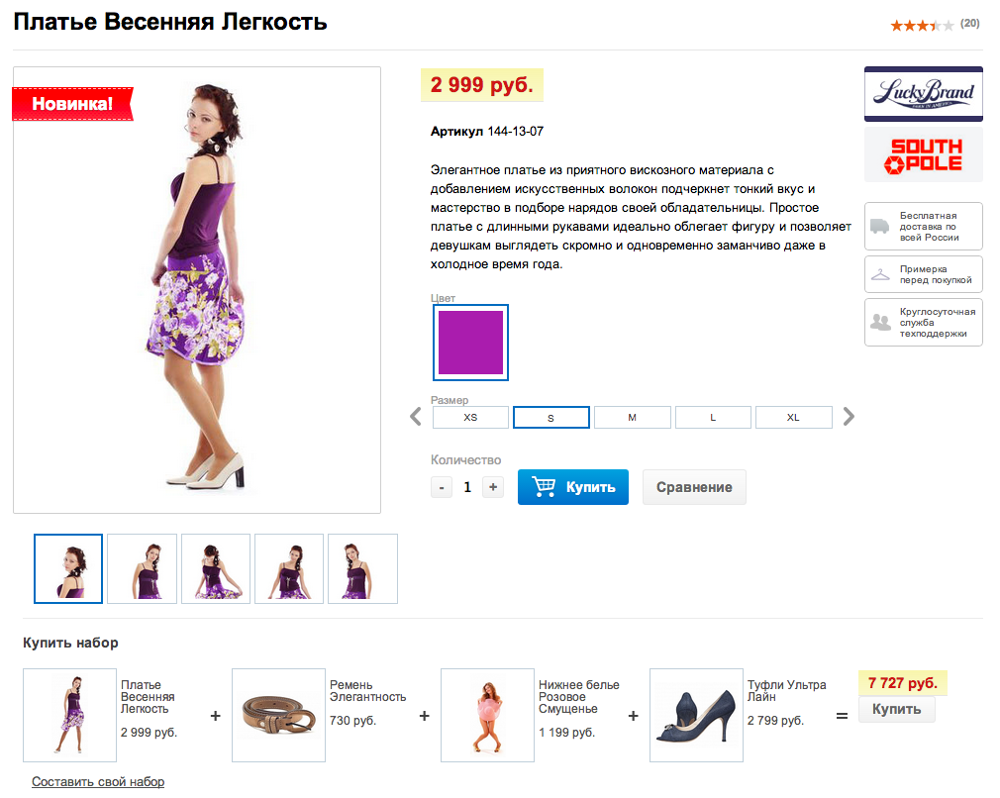 Платье Весенняя Легкость
(20)
Новинка!
2 999 руб.
Артикул 144-13-07
Элегантное платье из приятного вискозного материала с
добавлением искусственных волокон подчеркнет тонкий вкус и
мастерство в подборе нарядов своей обладательницы. Простое
платье с длинными рукавами идеально облегает фигуру и позволяет
девушкам выглядеть скромно и одновременно заманчиво даже в
холодное время года.
Цвет
Размер
XS
S
M
L
XL
Количество
- 1 +
Купить
Сравнение
Lucky Brand
SOUTH
POLE
Бесплатная
доставка по
всей России
Примерка
перед покупкой
Круглосуточная
служба
техподдержки
Купить набор
Платье
Весенняя
Легкость
2 999 руб.
+
Ремень
Элегантность
730 руб.
+
Нижнее белье
Розовое
Смущенье
1 199 руб.
+
Туфли Ультра
Лайн
2 799 руб.
=
7 727 руб.
Купить
Составить свой набор